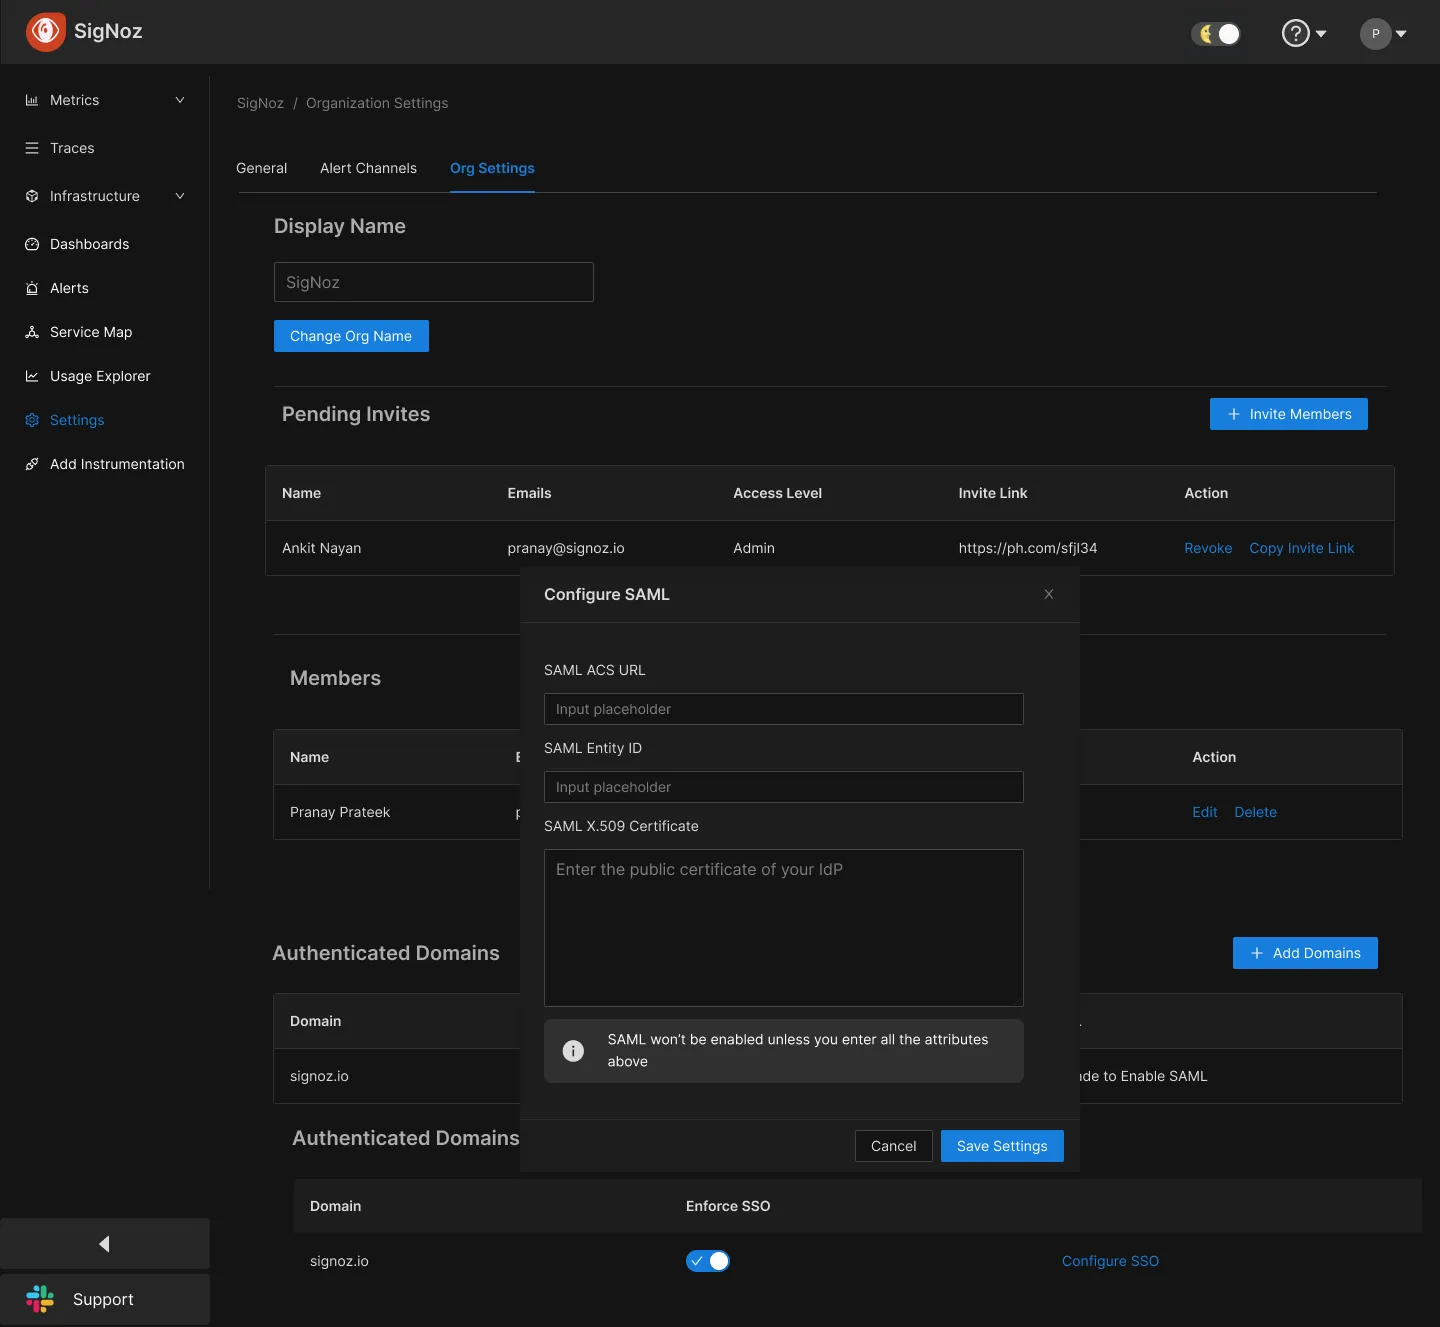 SigNoz
P
Metrics
Traces
Infrastructure
Dashboards
Alerts
Service Map
Usage Explorer
Settings
Add Instrumentation
SigNoz / Organization Settings
General Alert Channels Org Settings
Display Name
SigNoz
Change Org Name
Pending Invites
+ Invite Members
Name Emails Access Level Invite Link Action
Ankit Nayan pranay@signoz.io Admin https://ph.com/sfjl34 Revoke Copy Invite Link
Configure SAML
SAML ACS URL
Input placeholder
SAML Entity ID
Input placeholder
SAML X.509 Certificate
Enter the public certificate of your IdP
SAML won't be enabled unless you enter all the attributes
above
Cancel Save Settings
Members
Name Action
Pranay Prateek Edit Delete
Authenticated Domains
+ Add Domains
Domain
signoz.io to Enable SAML
Authenticated Domains
Domain Enforce SSO
signoz.io Configure SSO
Support